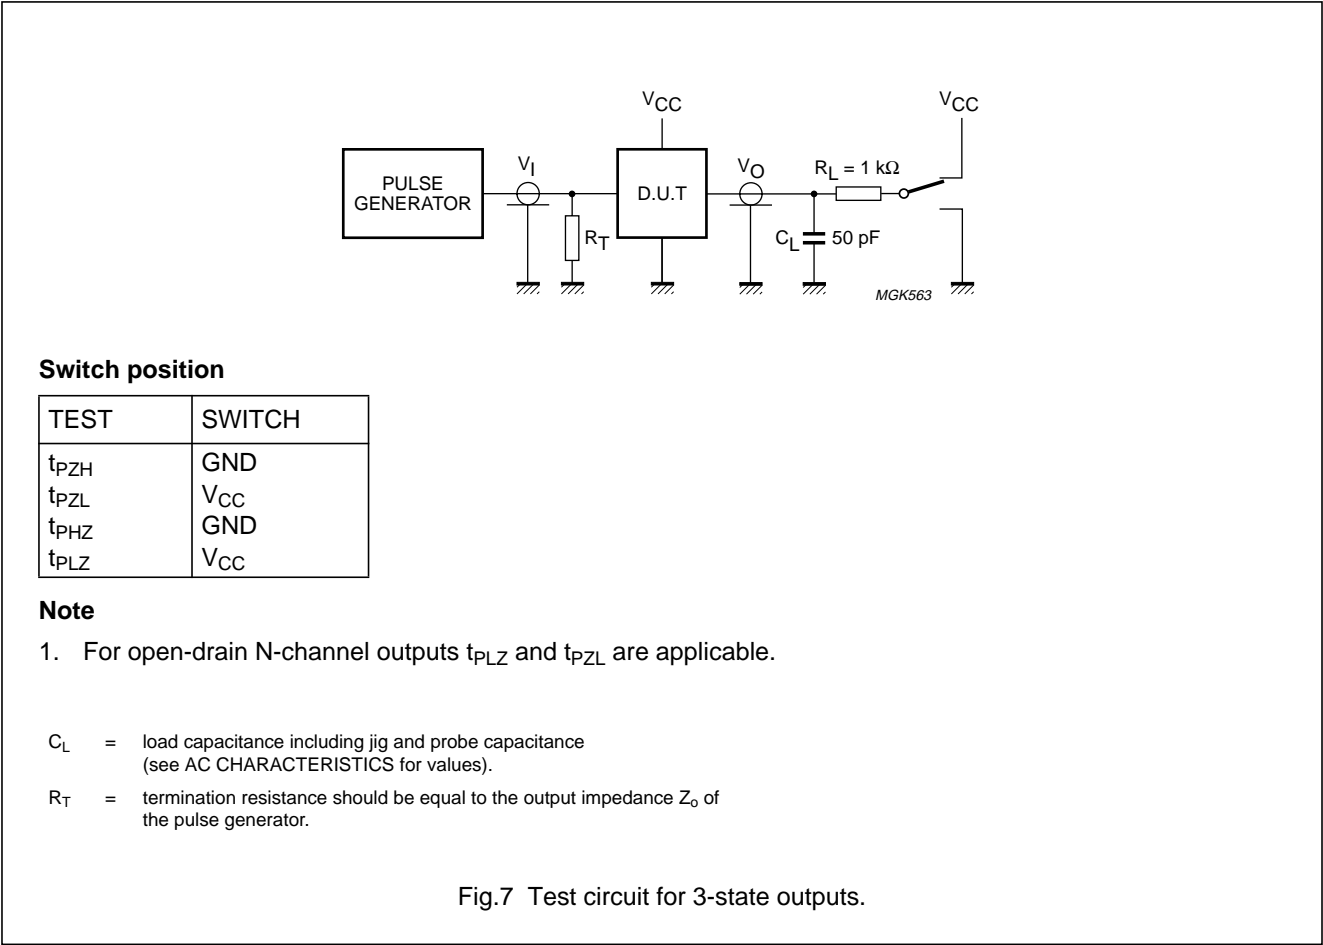 VCC VCC
VI VO RL = 1 kΩ
PULSE
GENERATOR
D.U.T
RT CL 50 pF
MGK563
Switch position
TEST SWITCH
tPZH GND
tPZL VCC
tPHZ GND
tPLZ VCC
Note
1. For open-drain N-channel outputs tPLZ and tPZL are applicable.
CL = load capacitance including jig and probe capacitance
(see AC CHARACTERISTICS for values).
RT = termination resistance should be equal to the output impedance Zo of
the pulse generator.
Fig.7 Test circuit for 3-state outputs.